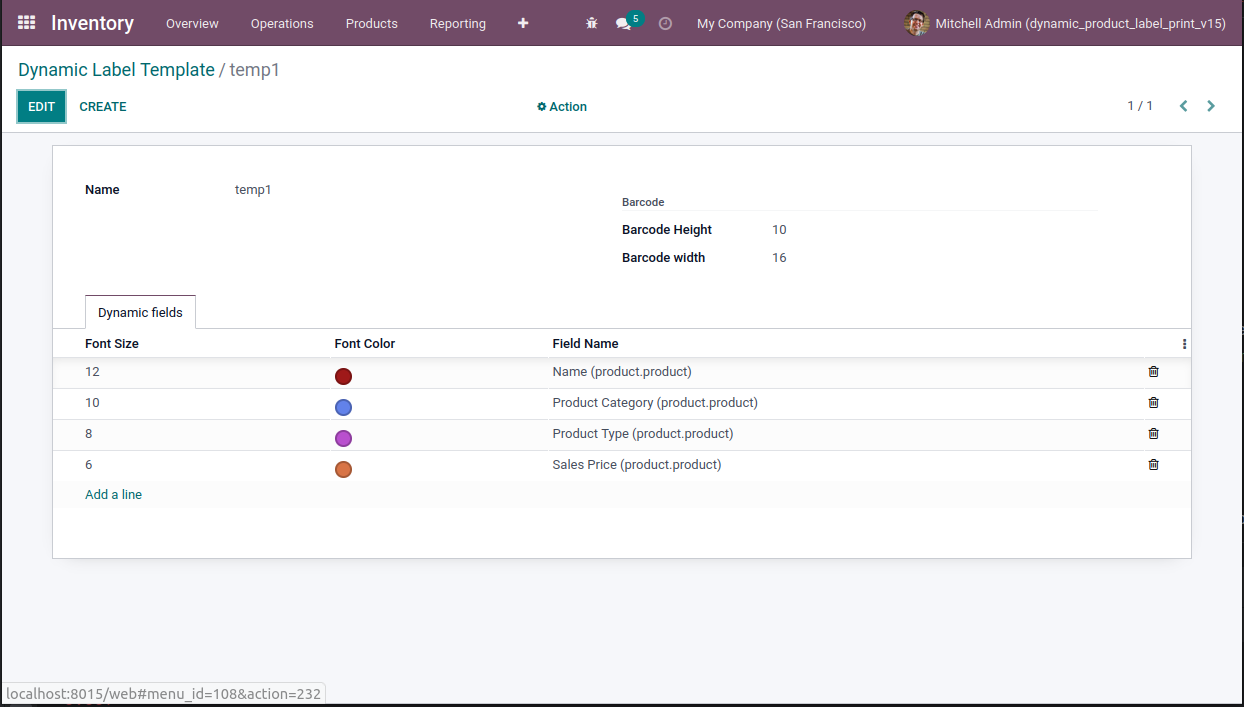 Inventory Overview Operations Products Reporting 5 My Company (San Francisco) Mitchell Admin (dynamic_product_label_print_v15)
Dynamic Label Template / temp1
EDIT CREATE Action 1 / 1
Name temp1
Barcode
Barcode Height 10
Barcode width 16
Dynamic fields
Font Size Font Color Field Name
12 Name (product.product)
10 Product Category (product.product)
8 Product Type (product.product)
6 Sales Price (product.product)
Add a line
localhost:8015/web#menu_id=108&action=232